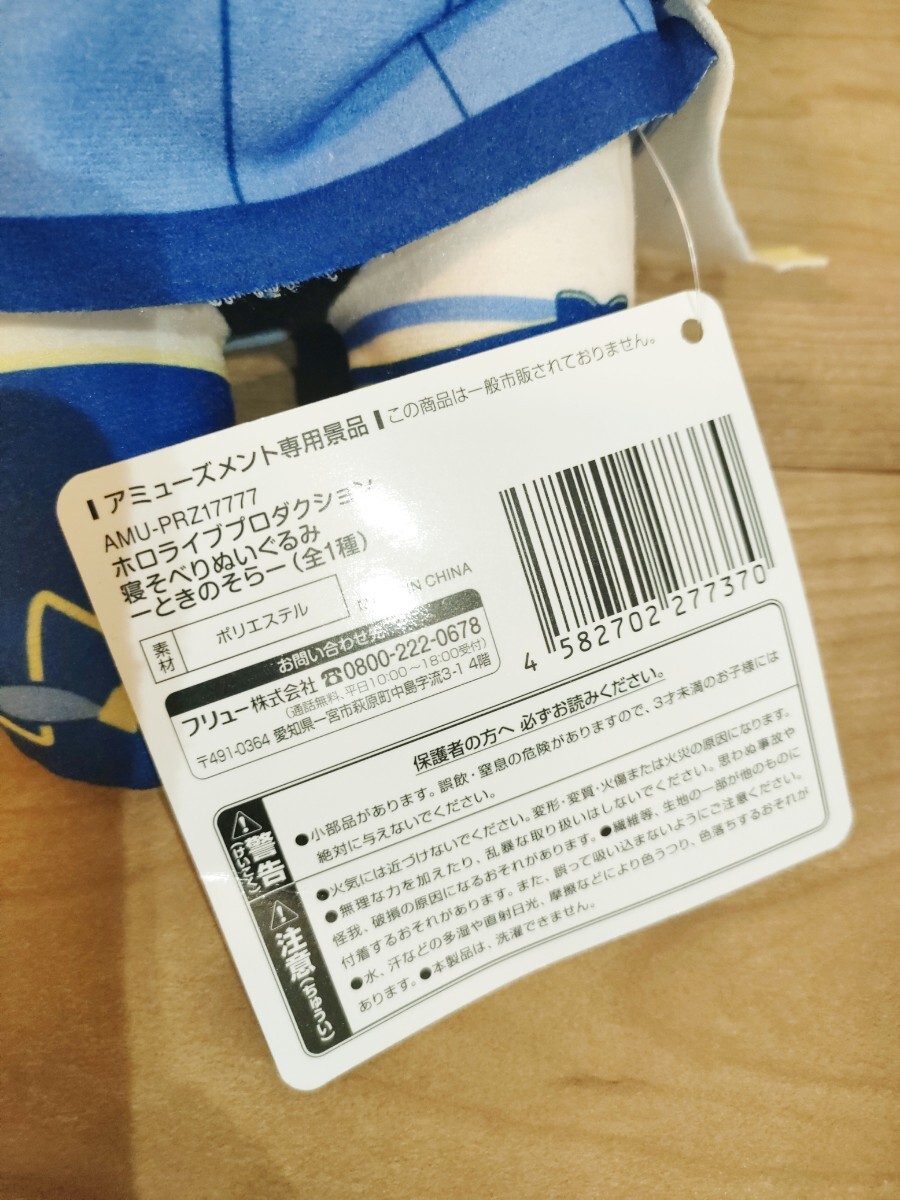 アミューズメント専用景品 この商品は一般市販されておりません。
AMU-PRZ17777
ホロライブプロダクション
寝そべりぬいぐるみ
ーときのそらー(全1種)
素材 ポリエステル
IN CHINA
お問い合わせ先
フリュー株式会社 ☎0800-222-0678
(通話無料、平日10:00〜18:00受付)
〒491-0364 愛知県一宮市萩原町中島字流3-1 4階
4 582702 277370
保護者の方へ 必ずお読みください。
⚠警告(けいこく)
●小部品があります。誤飲・窒息の危険がありますので、3才未満のお子様には
絶対に与えないでください。
⚠注意(ちゅうい)
●火気には近づけないでください。変形・変質・火傷または火災の原因になります。
●無理な力を加えたり、乱暴な取り扱いはしないでください。思わぬ事故や
怪我、破損の原因になるおそれがあります。●繊維等、生地の一部が他のものに
付着するおそれがあります。また、誤って吸い込まないようにご注意ください。
●水、汗などの多湿や直射日光、摩擦などにより色うつり、色落ちするおそれが
あります。●本製品は、洗濯できません。